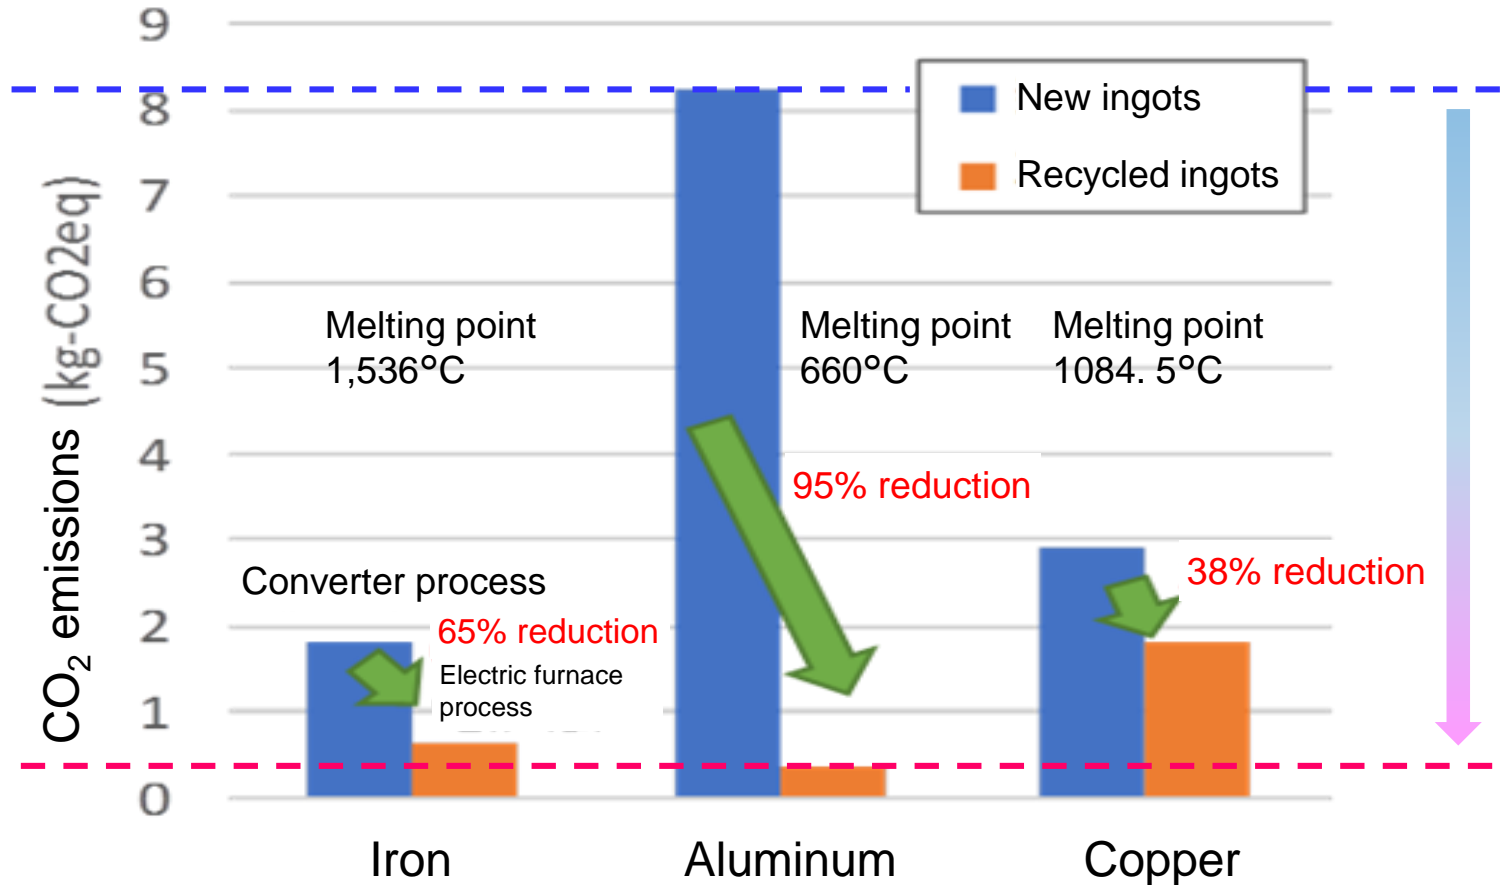 9
8
7
6
5
4
3
2
1
0
CO₂ emissions (kg-CO2eq)
New ingots
Recycled ingots
Melting point
1,536°C
Melting point
660°C
Melting point
1084. 5°C
95% reduction
38% reduction
Converter process
65% reduction
Electric furnace
process
Iron
Aluminum
Copper